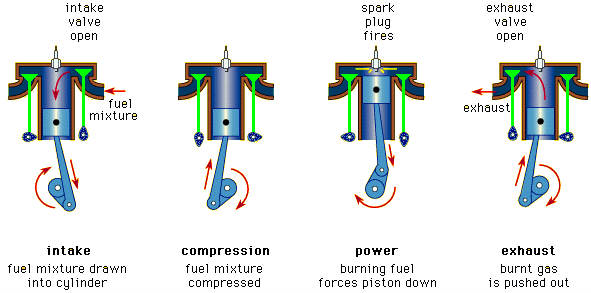 intake
valve
open
fuel
mixture
intake
fuel mixture drawn
into cylinder
compression
fuel mixture
compressed
spark
plug
fires
power
burning fuel
forces piston down
exhaust
valve
open
exhaust
exhaust
burnt gas
is pushed out